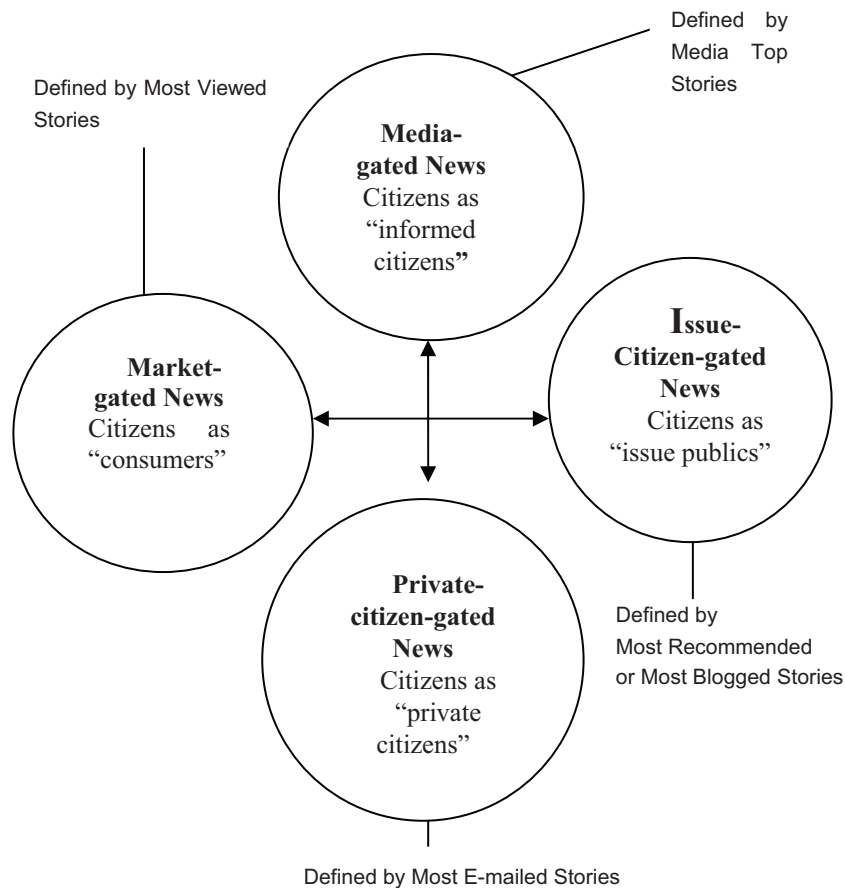 Defined by
Media Top
Stories
Defined by Most Viewed
Stories
Media-
gated News
Citizens as
“informed
citizens”
Issue-
Citizen-gated
News
Citizens as
“issue publics”
Market-
gated News
Citizens as
“consumers”
Private-
citizen-gated
News
Citizens as
“private
citizens”
Defined by
Most Recommended
or Most Blogged Stories
Defined by Most E-mailed Stories